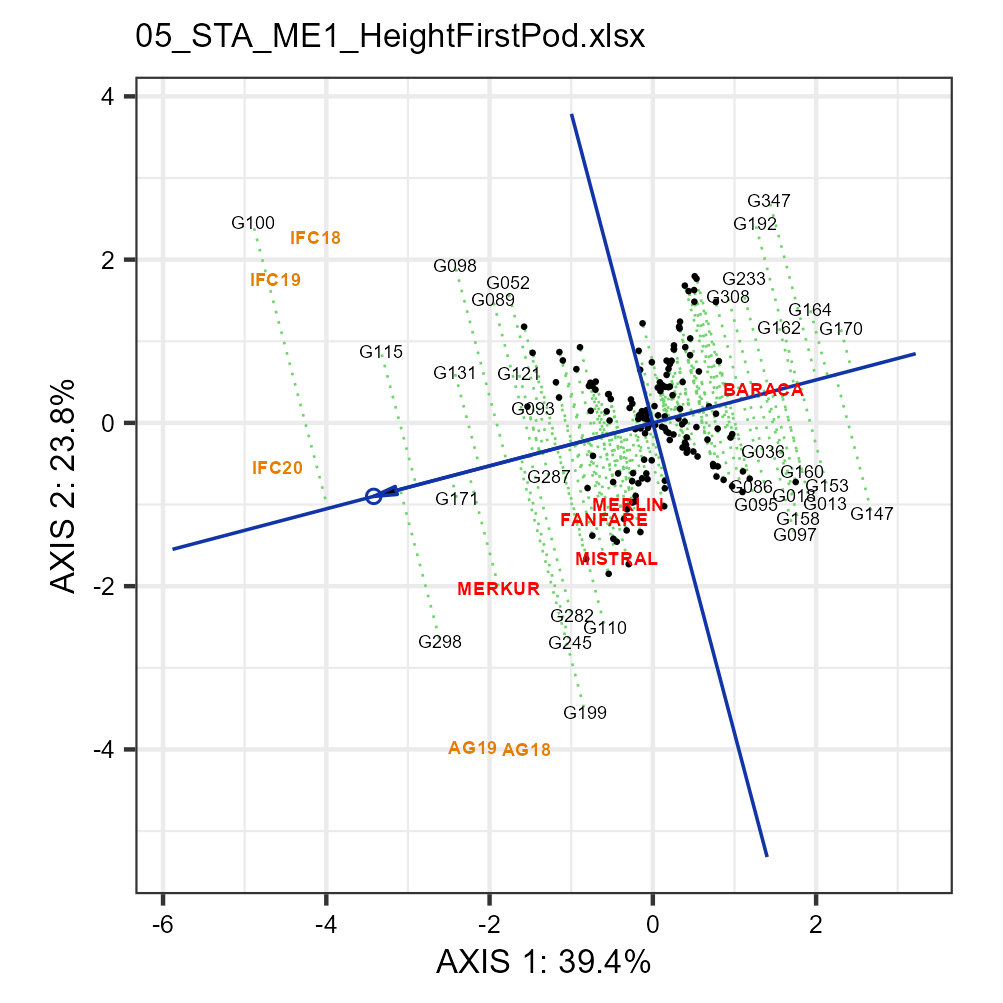 05_STA_ME1_HeightFirstPod.xlsx
4
2
0
-2
-4
AXIS 2: 23.8%
G347
G100
G192
IFC18
G098
IFC19
G052
G233
G089
G308
G164
G162
G170
G115
G131
G121
BARACA
G093
G036
IFC20
G287
G160
G086
G153
G171
G018
MERLIN
G095
G013
G147
FANFARE
G158
G097
MISTRAL
MERKUR
G282
G110
G298
G245
G199
AG19
AG18
-6
-4
-2
0
2
AXIS 1: 39.4%